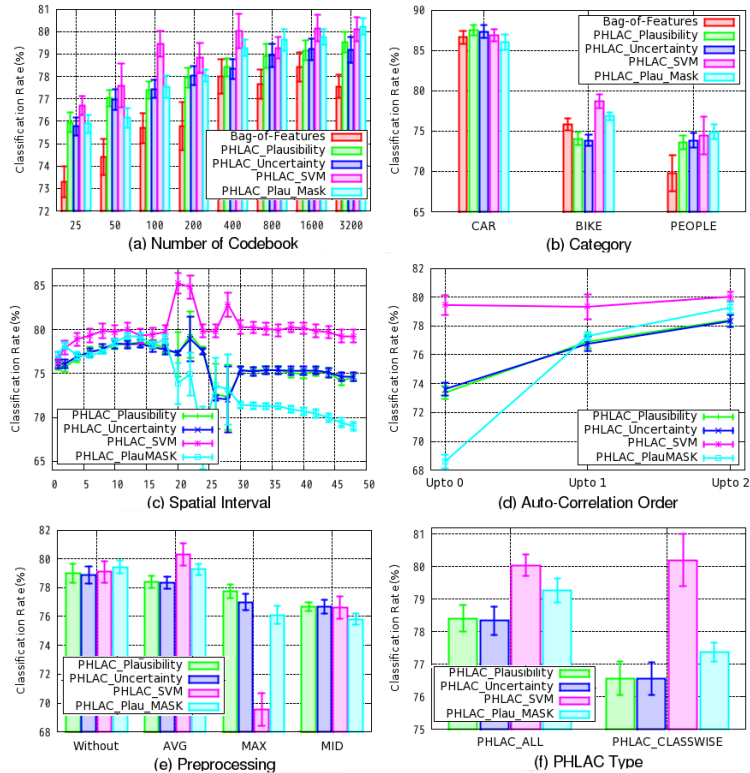 Classification Rate(%)
81
80
79
78
77
76
75
74
73
72
Bag-of-Features
PHLAC_Plausibility
PHLAC_Uncertainty
PHLAC_SVM
PHLAC_Plau_Mask
25 50 100 200 400 800 1600 3200
(a) Number of Codebook
Classification Rate(%)
90
85
80
75
70
65
Bag-of-Features
PHLAC_Plausibility
PHLAC_Uncertainty
PHLAC_SVM
PHLAC_Plau_Mask
CAR BIKE PEOPLE
(b) Category
Classification Rate(%)
85
80
75
70
65
PHLAC_Plausibility
PHLAC_Uncertainty
PHLAC_SVM
PHLAC_PlauMASK
0 5 10 15 20 25 30 35 40 45 50
(c) Spatial Interval
Classification Rate(%)
82
80
78
76
74
72
70
68
PHLAC_Plausibility
PHLAC_Uncertainty
PHLAC_SVM
PHLAC_PlauMASK
Upto 0 Upto 1 Upto 2
(d) Auto-Correlation Order
Classification Rate(%)
82
80
78
76
74
72
70
68
PHLAC_Plausibility
PHLAC_Uncertainty
PHLAC_SVM
PHLAC_Plau_MASK
Without AVG MAX MID
(e) Preprocessing
Classification Rate(%)
81
80
79
78
77
76
75
PHLAC_Plausibility
PHLAC_Uncertainty
PHLAC_SVM
PHLAC_Plau_MASK
PHLAC_ALL PHLAC_CLASSWISE
(f) PHLAC Type